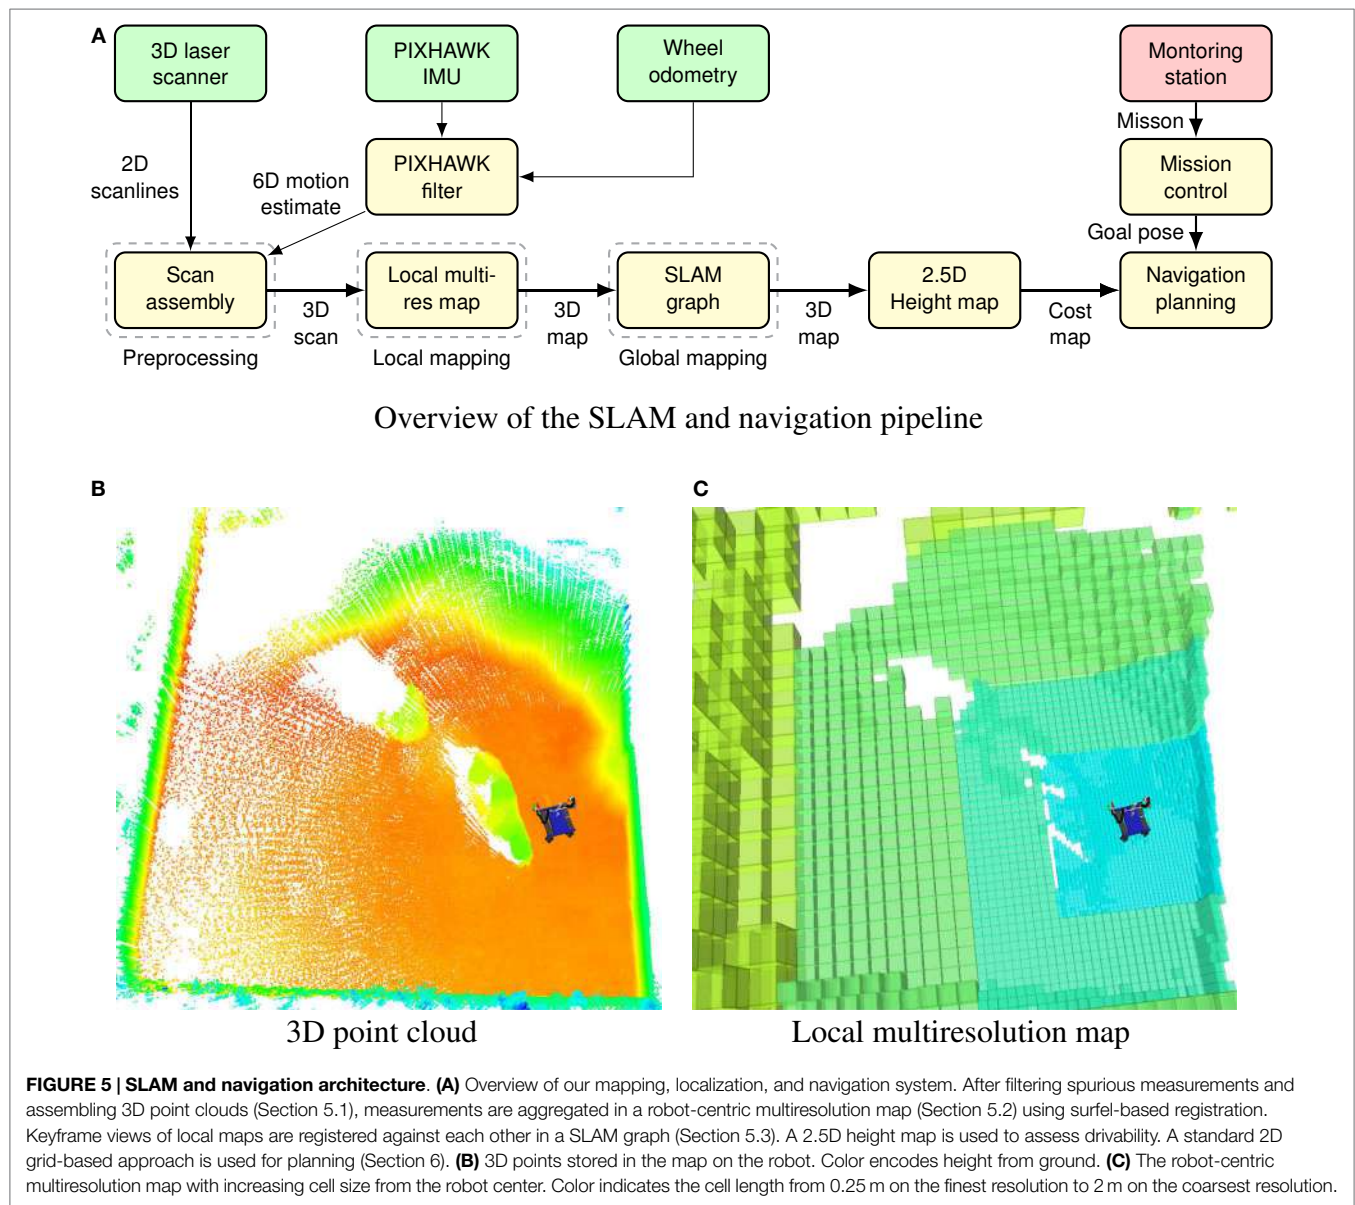 A
3D laser
scanner
PIXHAWK
IMU
Wheel
odometry
Montoring
station
Misson
2D
scanlines
6D motion
estimate
PIXHAWK
filter
Mission
control
Goal pose
Scan
assembly
3D
scan
Local multi-
res map
3D
map
SLAM
graph
3D
map
2.5D
Height map
Cost
map
Navigation
planning
Preprocessing
Local mapping
Global mapping
Overview of the SLAM and navigation pipeline
B
C
3D point cloud
Local multiresolution map
FIGURE 5 | SLAM and navigation architecture. (A) Overview of our mapping, localization, and navigation system. After filtering spurious measurements and
assembling 3D point clouds (Section 5.1), measurements are aggregated in a robot-centric multiresolution map (Section 5.2) using surfel-based registration.
Keyframe views of local maps are registered against each other in a SLAM graph (Section 5.3). A 2.5D height map is used to assess drivability. A standard 2D
grid-based approach is used for planning (Section 6). (B) 3D points stored in the map on the robot. Color encodes height from ground. (C) The robot-centric
multiresolution map with increasing cell size from the robot center. Color indicates the cell length from 0.25 m on the finest resolution to 2 m on the coarsest resolution.